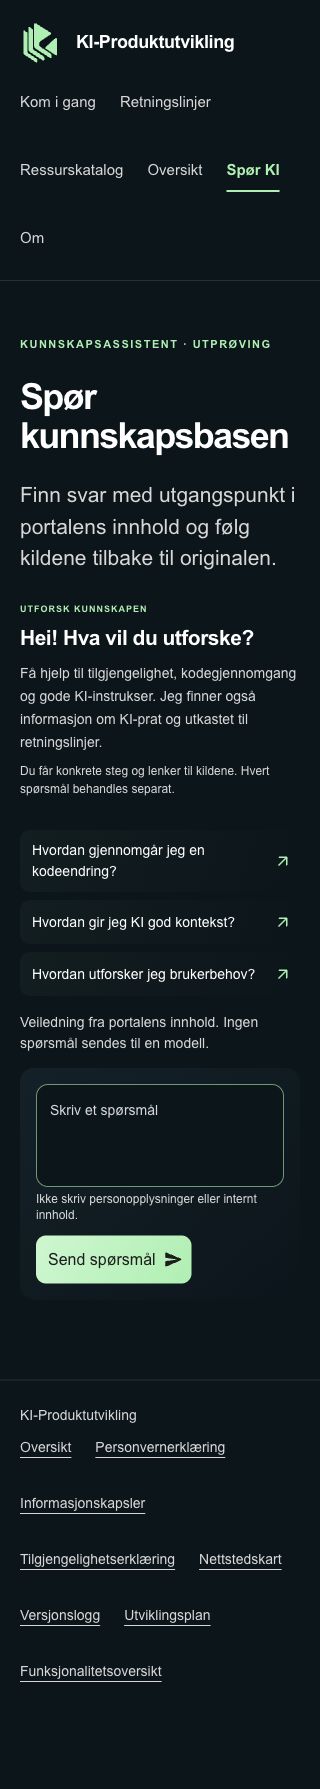 KI-Produktutvikling
Kom i gang Retningslinjer
Ressurskatalog Oversikt Spør KI
Om
KUNNSKAPSASSISTENT · UTPRØVING
Spør
kunnskapsbasen
Finn svar med utgangspunkt i
portalens innhold og følg
kildene tilbake til originalen.
UTFORSK KUNNSKAPEN
Hei! Hva vil du utforske?
Få hjelp til tilgjengelighet, kodegjennomgang
og gode KI-instrukser. Jeg finner også
informasjon om KI-prat og utkastet til
retningslinjer.
Du får konkrete steg og lenker til kildene. Hvert
spørsmål behandles separat.
Hvordan gjennomgår jeg en
kodeendring?
Hvordan gir jeg KI god kontekst?
Hvordan utforsker jeg brukerbehov?
Veiledning fra portalens innhold. Ingen
spørsmål sendes til en modell.
Skriv et spørsmål
Ikke skriv personopplysninger eller internt
innhold.
Send spørsmål
KI-Produktutvikling
Oversikt Personvernerklæring
Informasjonskapsler
Tilgjengelighetserklæring Nettstedskart
Versjonslogg Utviklingsplan
Funksjonalitetsoversikt